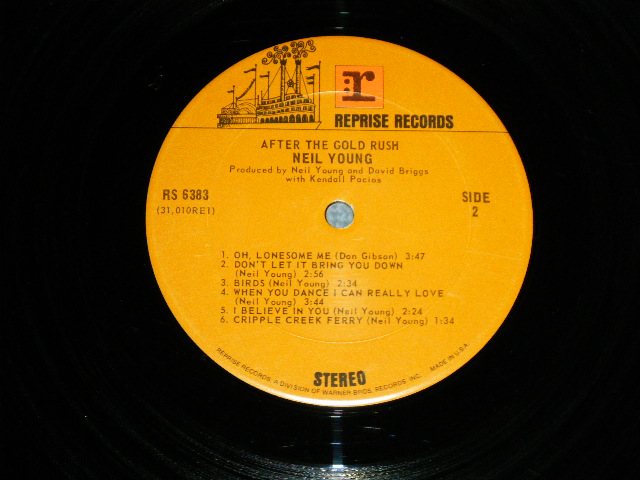 r
REPRISE RECORDS
AFTER THE GOLD RUSH
NEIL YOUNG
Produced by Neil Young and David Briggs
with Kendall Pacios
RS 6383
(31,010RE1)
SIDE
2
1. OH, LONESOME ME (Don Gibson) 3:47
2. DON'T LET IT BRING YOU DOWN
(Neil Young) 2:56
3. BIRDS (Neil Young) 2:34
4. WHEN YOU DANCE I CAN REALLY LOVE
(Neil Young) 3:44
5. I BELIEVE IN YOU (Neil Young) 2:24
6. CRIPPLE CREEK FERRY (Neil Young) 1:34
STEREO
REPRISE RECORDS, A DIVISION OF WARNER BROS. RECORDS, INC. MADE IN U.S.A.